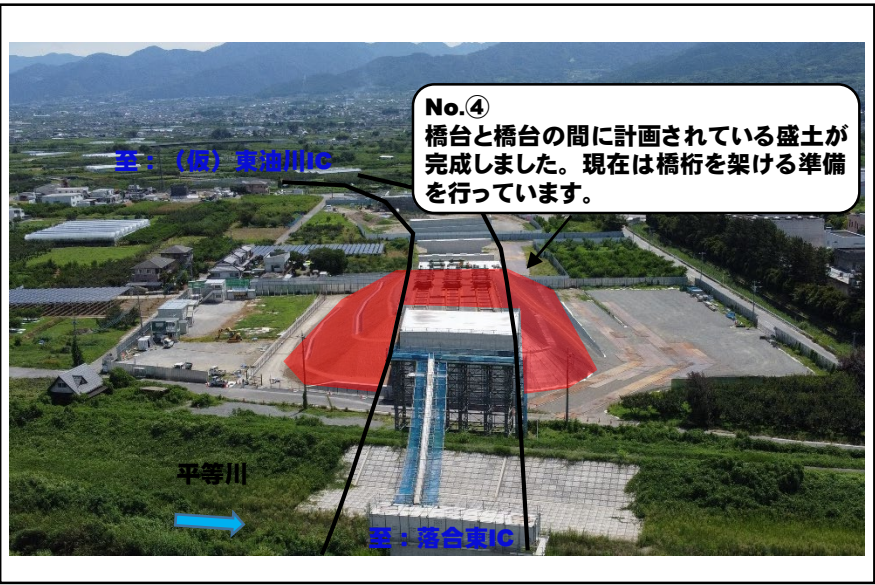 No.④
橋台と橋台の間に計画されている盛土が
完成しました。現在は橋桁を架ける準備
を行っています。
至：（仮）東油川IC
平等川
至：落合東IC